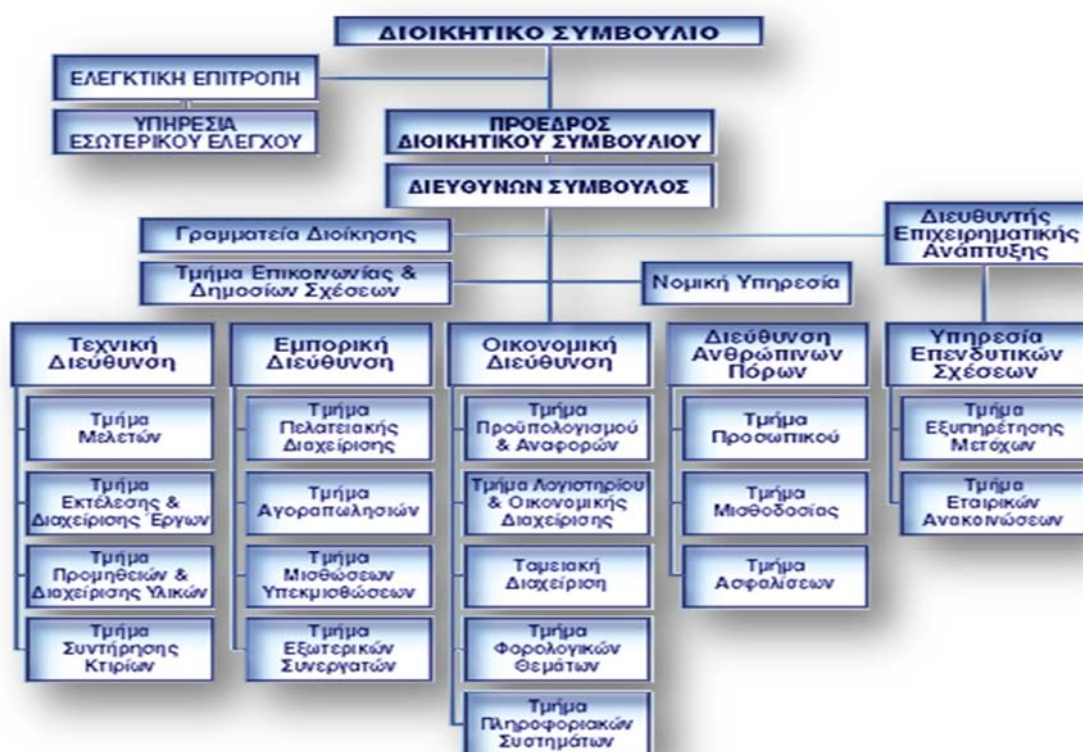 ΔΙΟΙΚΗΤΙΚΟ ΣΥΜΒΟΥΛΙΟ
ΕΛΕΓΚΤΙΚΗ ΕΠΙΤΡΟΠΗ
ΥΠΗΡΕΣΙΑ
ΕΣΩΤΕΡΙΚΟΥ ΕΛΕΓΧΟΥ
ΠΡΟΕΔΡΟΣ
ΔΙΟΙΚΗΤΙΚΟΥ ΣΥΜΒΟΥΛΙΟΥ
ΔΙΕΥΘΥΝΩΝ ΣΥΜΒΟΥΛΟΣ
Γραμματεία Διοίκησης
Διευθυντής
Επιχειρηματικής
Ανάπτυξης
Τμήμα Επικοινωνίας &
Δημοσίων Σχέσεων
Νομική Υπηρεσία
Τεχνική
Διεύθυνση
Τμήμα
Μελετών
Τμήμα
Εκτέλεσης &
Διαχείρισης Έργων
Τμήμα
Προμηθειών &
Διαχείρισης Υλικών
Τμήμα
Συντήρησης
Κτιρίων
Εμπορική
Διεύθυνση
Τμήμα
Πελατειακής
Διαχείρισης
Τμήμα
Αγοραπωλησιών
Τμήμα
Μισθώσεων
Υπεκμισθώσεων
Τμήμα
Εξωτερικών
Συνεργατών
Οικονομική
Διεύθυνση
Τμήμα
Προϋπολογισμού
& Αναφορών
Τμήμα Λογιστηρίου
& Οικονομικής
Διαχείρισης
Ταμειακή
Διαχείριση
Τμήμα
Φορολογικών
Θεμάτων
Τμήμα
Πληροφοριακών
Συστημάτων
Διεύθυνση
Ανθρώπινων
Πόρων
Τμήμα
Προσωπικού
Τμήμα
Μισθοδοσίας
Τμήμα
Ασφαλίσεων
Υπηρεσία
Επενδυτικών
Σχέσεων
Τμήμα
Εξυπηρέτησης
Μετόχων
Τμήμα
Εταιρικών
Ανακοινώσεων